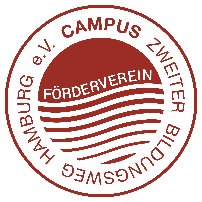 CAMPUS ZWEITER BILDUNGSWEG HAMBURG e.V.
FÖRDERVEREIN